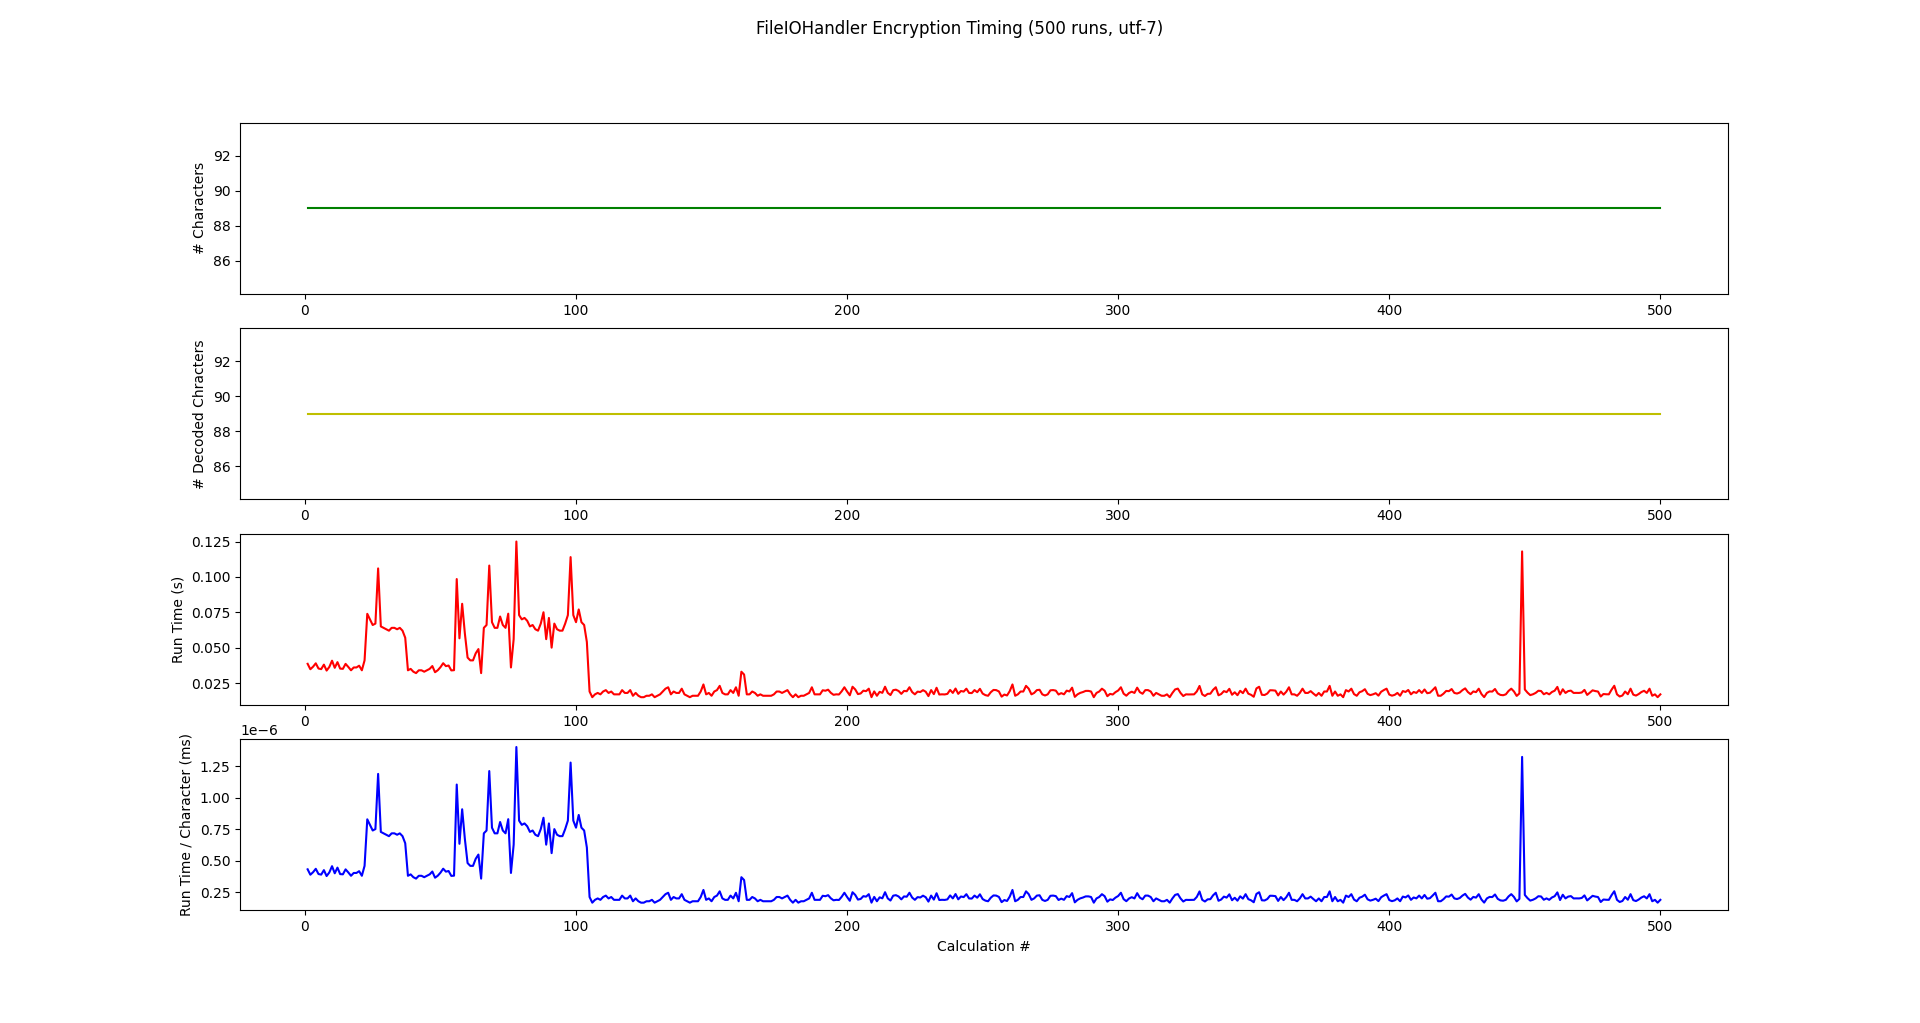 FileIOHandler Encryption Timing (500 runs, utf-7)
# Characters
92
90
88
86
0 100 200 300 400 500
# Decoded Chracters
92
90
88
86
0 100 200 300 400 500
Run Time (s)
0.125
0.100
0.075
0.050
0.025
0 100 200 300 400 500
1e−6
Run Time / Character (ms)
1.25
1.00
0.75
0.50
0.25
0 100 200 300 400 500
Calculation #